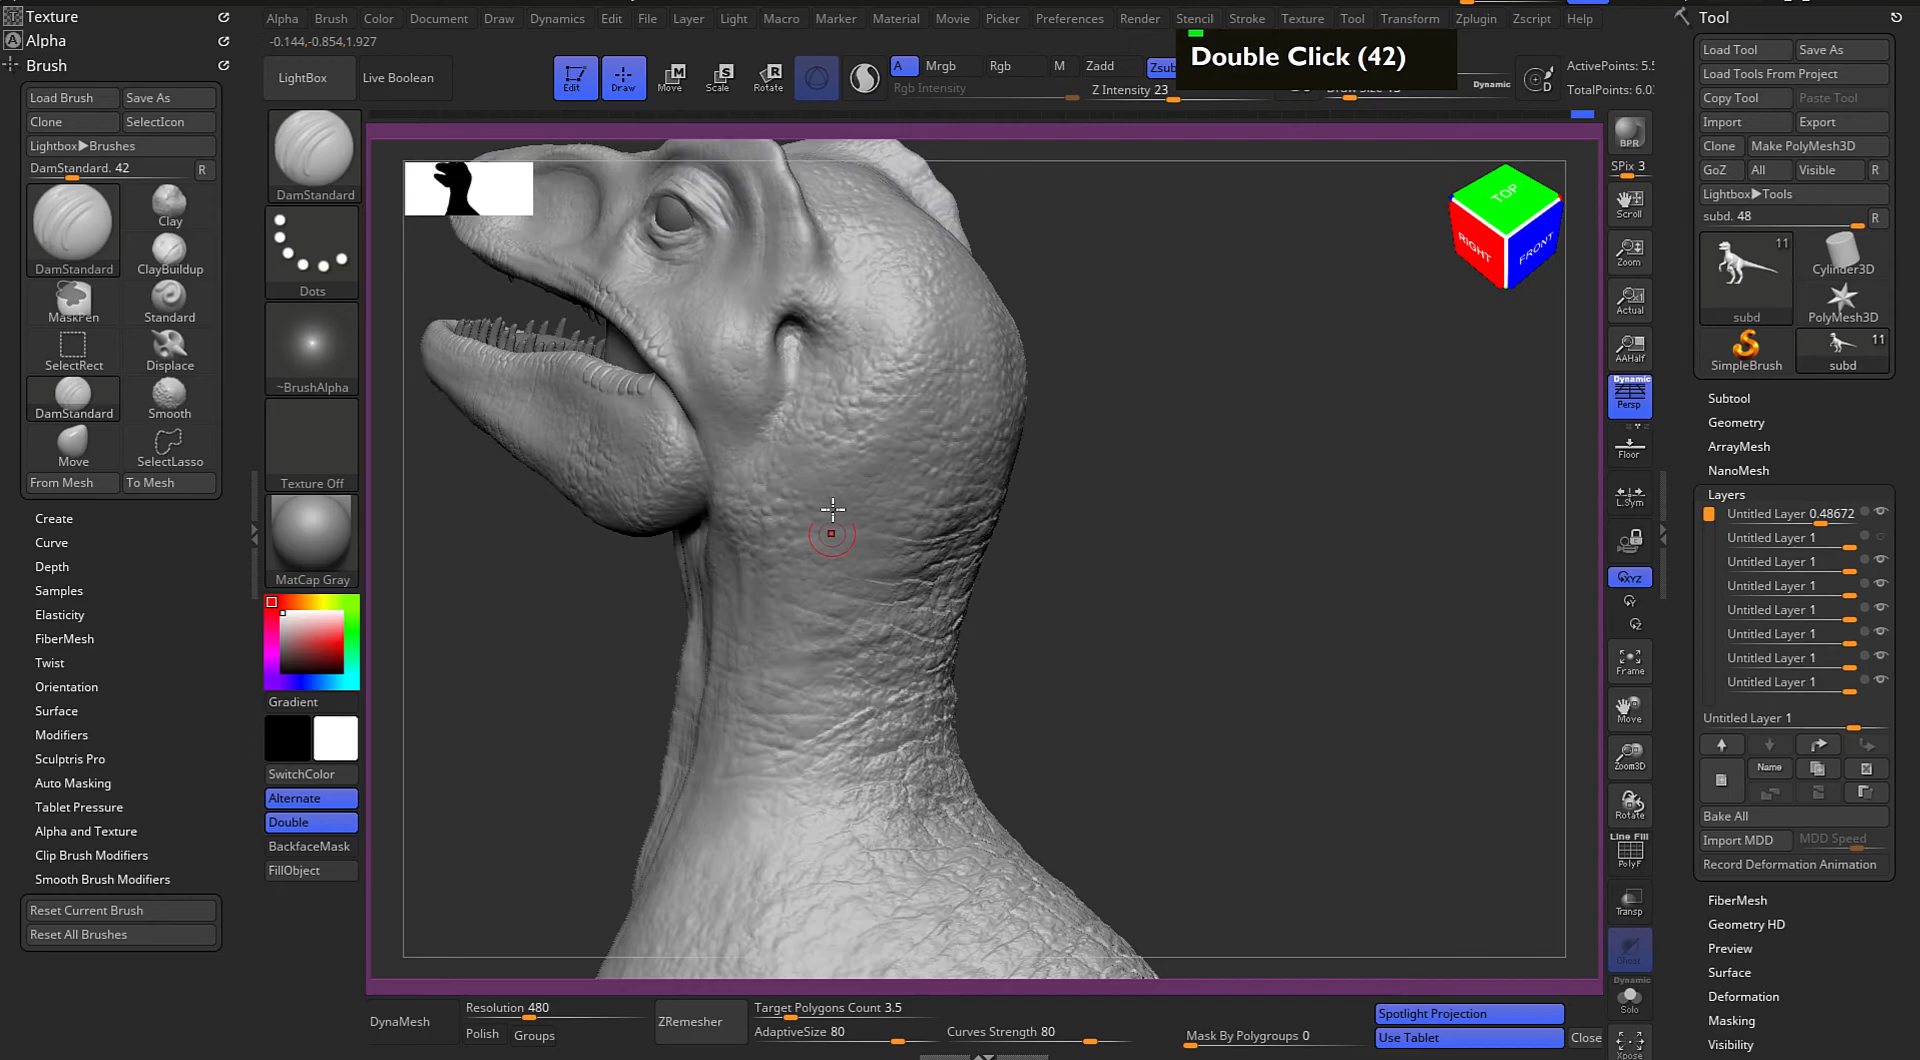 Texture
Alpha
Brush
Load Brush Save As
Clone SelectIcon
Lightbox▶Brushes
DamStandard. 42 R
DamStandard Clay
ClayBuildup
MaskPen Standard
SelectRect Displace
DamStandard Smooth
Move SelectLasso
From Mesh To Mesh
Create
Curve
Depth
Samples
Elasticity
FiberMesh
Twist
Orientation
Surface
Modifiers
Sculptris Pro
Auto Masking
Tablet Pressure
Alpha and Texture
Clip Brush Modifiers
Smooth Brush Modifiers
Reset Current Brush
Reset All Brushes
Alpha Brush Color Document Draw Dynamics Edit File Layer Light Macro Marker Material Movie Picker Preferences Render Stencil Stroke Texture Tool Transform Zplugin Zscript Help
-0.144,-0.854,1.927
LightBox Live Boolean Edit Draw Move Scale Rotate
A Mrgb Rgb M Zadd Zsub
Rgb Intensity Z Intensity 23
Double Click (42)
Dynamic
ActivePoints: 5.5
TotalPoints: 6.0
DamStandard
Dots
~BrushAlpha
Texture Off
MatCap Gray
Gradient
SwitchColor
Alternate
Double
BackfaceMask
FillObject
TOP
RIGHT FRONT
BPR
SPix 3
Scroll
Zoom
Actual
AAHalf
Dynamic
Persp
Floor
L.Sym
XYZ
Frame
Move
Zoom3D
Rotate
Line Fill
PolyF
Transp
Ghost
Dynamic
Solo
Xpose
DynaMesh
Resolution 480
Polish Groups
ZRemesher
Target Polygons Count 3.5
AdaptiveSize 80 Curves Strength 80
Mask By Polygroups 0
Spotlight Projection
Use Tablet Close
Tool
Load Tool Save As
Load Tools From Project
Copy Tool Paste Tool
Import Export
Clone Make PolyMesh3D
GoZ All Visible R
Lightbox▶Tools
subd. 48 R
11
subd Cylinder3D
PolyMesh3D
SimpleBrush subd 11
Subtool
Geometry
ArrayMesh
NanoMesh
Layers
Untitled Layer 0.48672
Untitled Layer 1
Untitled Layer 1
Untitled Layer 1
Untitled Layer 1
Untitled Layer 1
Untitled Layer 1
Untitled Layer 1
Untitled Layer 1
Name
Bake All
Import MDD MDD Speed
Record Deformation Animation
FiberMesh
Geometry HD
Preview
Surface
Deformation
Masking
Visibility